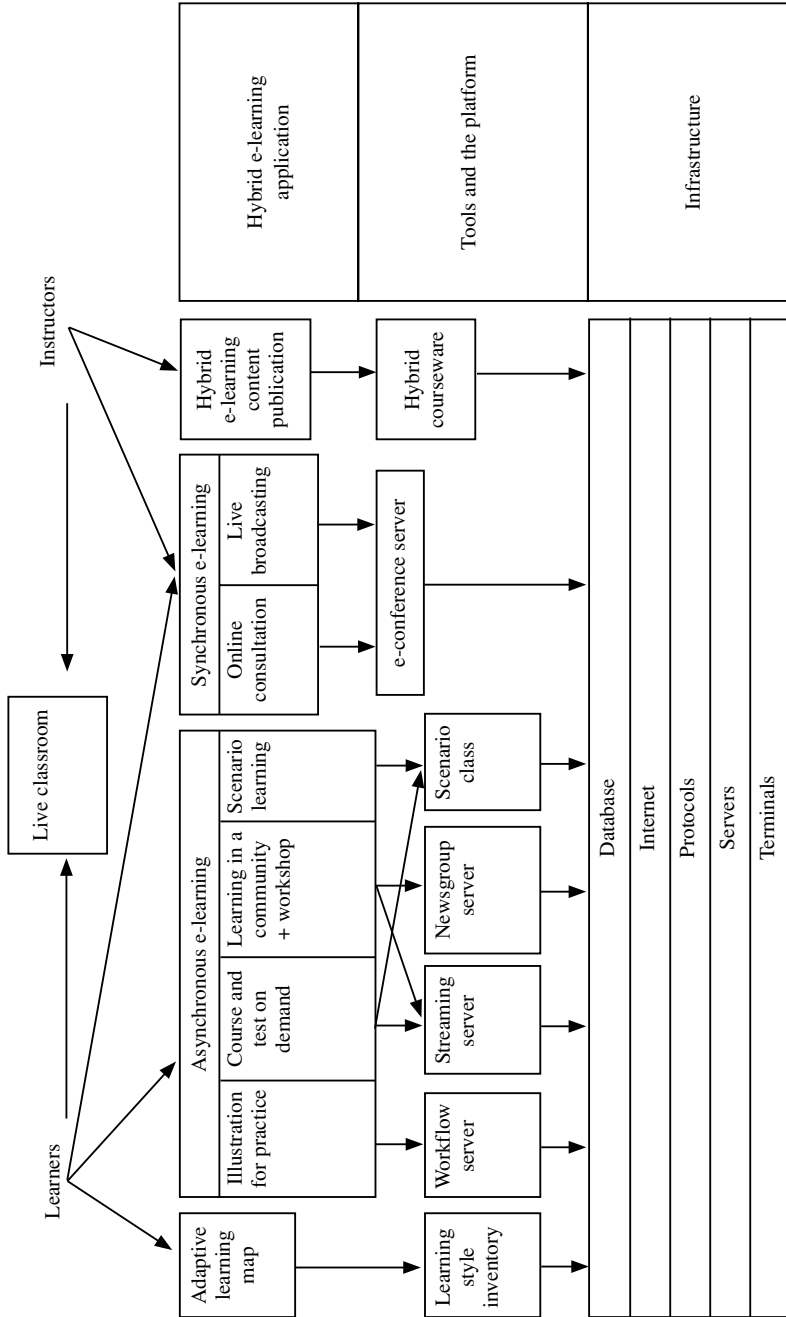 Live classroom
Learners
Instructors
Adaptive
learning
map
Asynchronous e-learning
Illustration
for practice
Course and
test on
demand
Learning in a
community
+ workshop
Scenario
learning
Synchronous e-learning
Online
consultation
Live
broadcasting
Hybrid
e-learning
content
publication
Hybrid e-learning
application
Learning
style
inventory
Workflow
server
Streaming
server
Newsgroup
server
Scenario
class
e-conference server
Hybrid
courseware
Tools and the platform
Database
Internet
Protocols
Servers
Terminals
Infrastructure